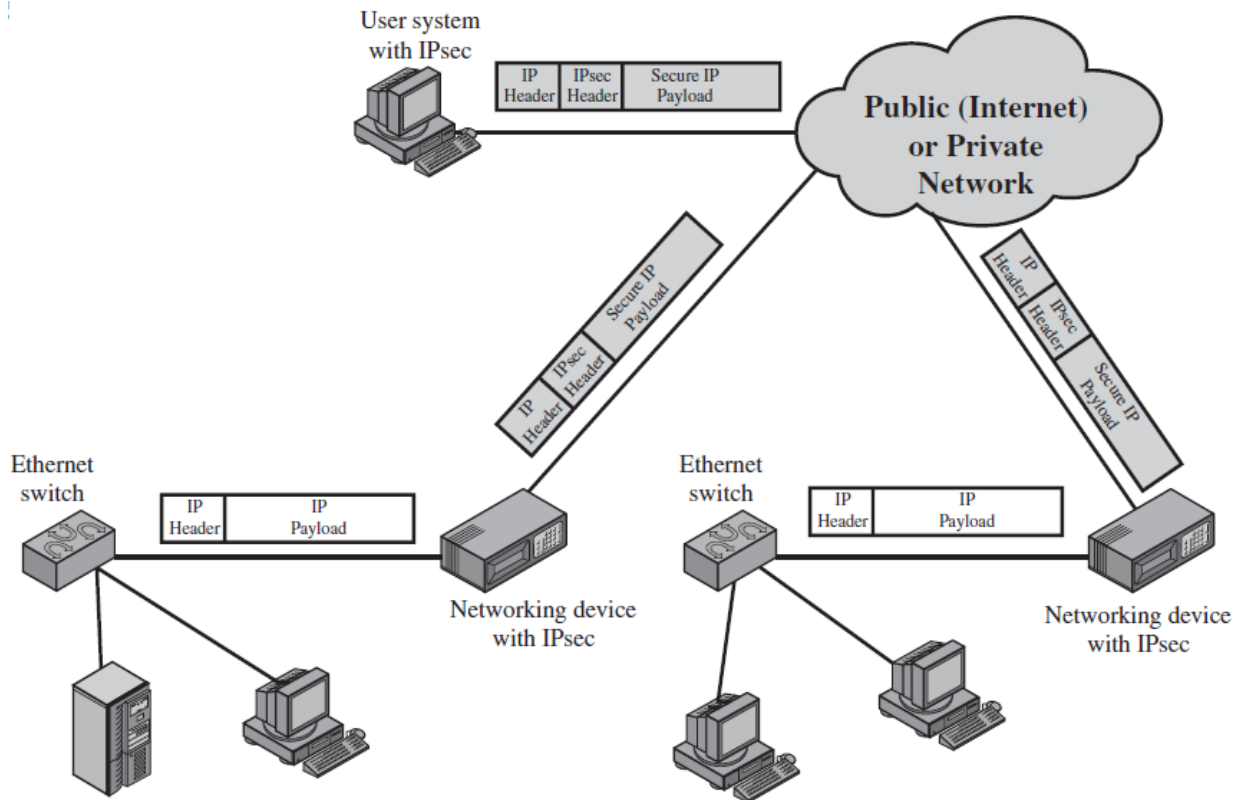 User system
with IPsec
IP
Header
IPsec
Header
Secure IP
Payload
Public (Internet)
or Private
Network
IP
Header
IPsec
Header
Secure IP
Payload
IP
Header
IPsec
Header
Secure IP
Payload
Ethernet
switch
IP
Header
IP
Payload
Networking device
with IPsec
Ethernet
switch
IP
Header
IP
Payload
Networking device
with IPsec